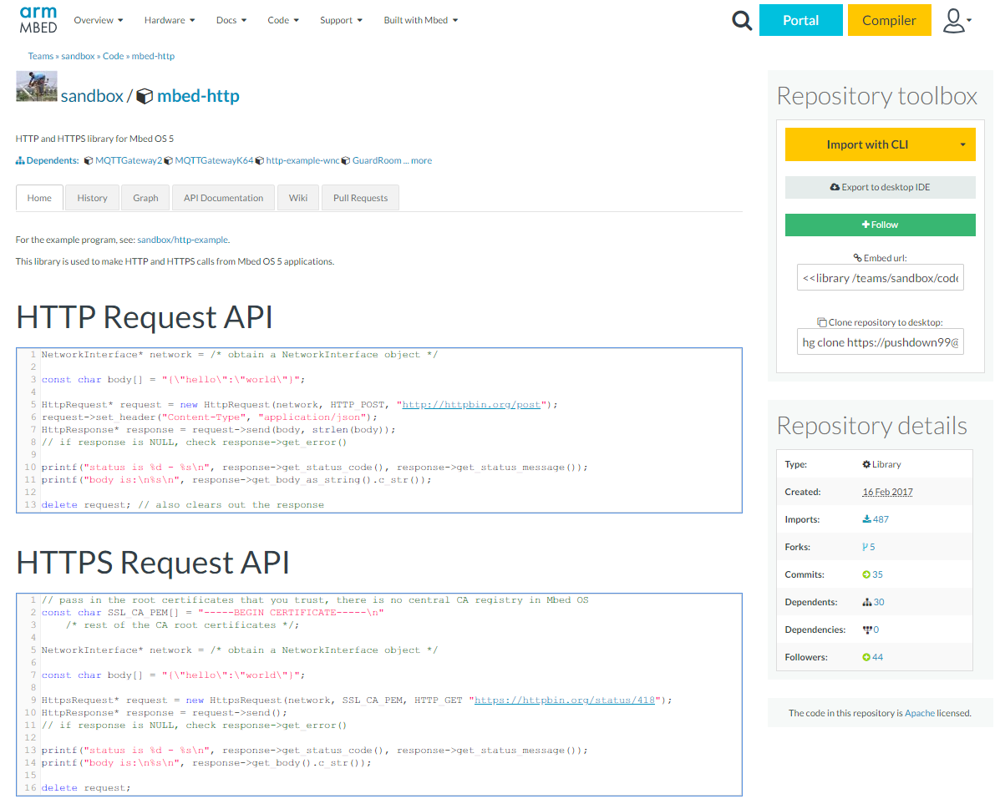 arm
MBED
Overview
Hardware
Docs
Code
Support
Built with Mbed
Portal
Compiler
Teams » sandbox » Code » mbed-http
sandbox / mbed-http
HTTP and HTTPS library for Mbed OS 5
Dependents: MQTTGateway2 MQTTGatewayK64 http-example-wnc GuardRoom ... more
Home
History
Graph
API Documentation
Wiki
Pull Requests
For the example program, see: sandbox/http-example.
This library is used to make HTTP and HTTPS calls from Mbed OS 5 applications.
HTTP Request API
1 NetworkInterface* network = /* obtain a NetworkInterface object */
2
3 const char body[] = "{\"hello\":\"world\"}";
4
5 HttpRequest* request = new HttpRequest(network, HTTP_POST, "http://httpbin.org/post");
6 request->set_header("Content-Type", "application/json");
7 HttpResponse* response = request->send(body, strlen(body));
8 // if response is NULL, check response->get_error()
9
10 printf("status is %d - %s\n", response->get_status_code(), response->get_status_message());
11 printf("body is:\n%s\n", response->get_body_as_string().c_str());
12
13 delete request; // also clears out the response
HTTPS Request API
1 // pass in the root certificates that you trust, there is no central CA registry in Mbed OS
2 const char SSL_CA_PEM[] = "-----BEGIN CERTIFICATE-----\n"
3     /* rest of the CA root certificates */;
4
5 NetworkInterface* network = /* obtain a NetworkInterface object */
6
7 const char body[] = "{\"hello\":\"world\"}";
8
9 HttpsRequest* request = new HttpsRequest(network, SSL_CA_PEM, HTTP_GET "https://httpbin.org/status/418");
10 HttpResponse* response = request->send();
11 // if response is NULL, check response->get_error()
12
13 printf("status is %d - %s\n", response->get_status_code(), response->get_status_message());
14 printf("body is:\n%s\n", response->get_body().c_str());
15
16 delete request;
Repository toolbox
Import with CLI
Export to desktop IDE
Follow
Embed url:
<<library /teams/sandbox/code
Clone repository to desktop:
hg clone https://pushdown99@
Repository details
Type: Library
Created: 16 Feb 2017
Imports: 487
Forks: 5
Commits: 35
Dependents: 30
Dependencies: 0
Followers: 44
The code in this repository is Apache licensed.